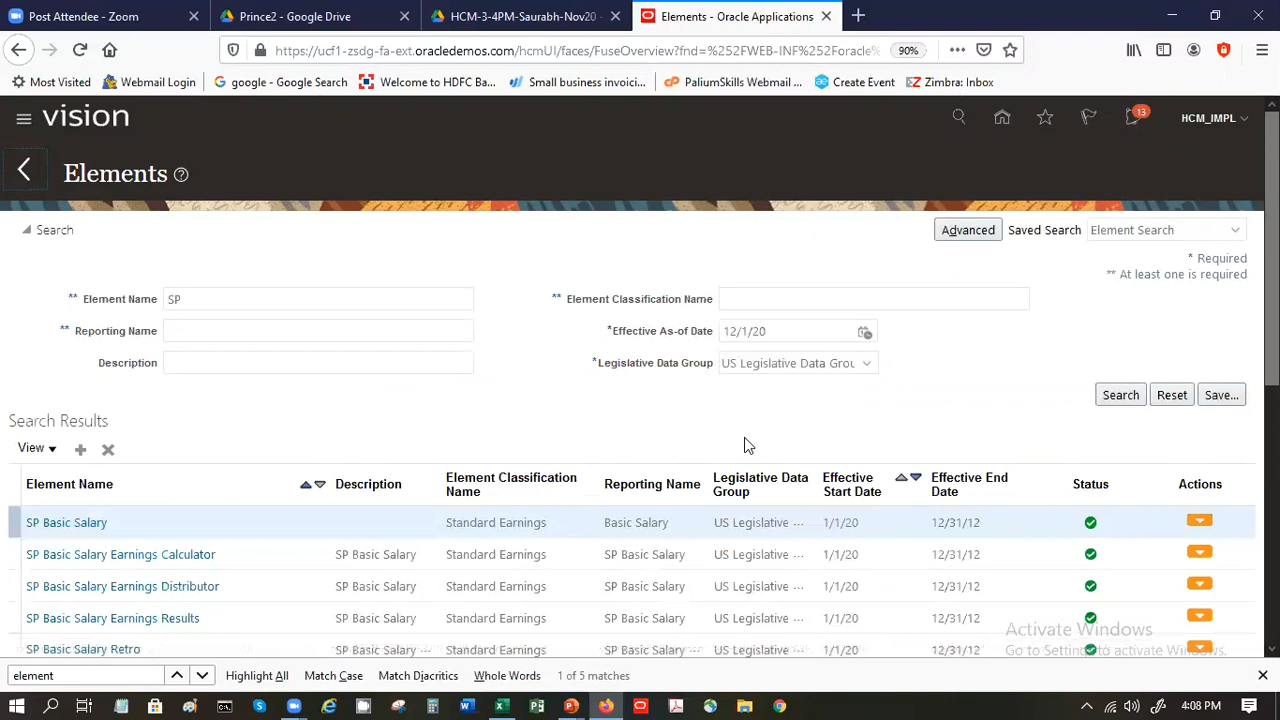 Post Attendee - Zoom
Prince2 - Google Drive
HCM-3-4PM-Saurabh-Nov20 -
Elements - Oracle Applications
https://ucf1-zsdg-fa-ext.oracledemos.com/hcmUI/faces/FuseOverview?fnd=%252FWEB-INF%252Foracle%
90%
Most Visited
Webmail Login
google - Google Search
Welcome to HDFC Ba...
Small business invoici...
PaliumSkills Webmail ...
Create Event
Zimbra: Inbox
vision
13
HCM_IMPL
Elements
Search
Advanced
Saved Search
Element Search
* Required
** At least one is required
** Element Name
SP
** Element Classification Name
** Reporting Name
*Effective As-of Date
12/1/20
Description
*Legislative Data Group
US Legislative Data Grou
Search
Reset
Save...
Search Results
View
Element Name
Description
Element Classification Name
Reporting Name
Legislative Data Group
Effective Start Date
Effective End Date
Status
Actions
SP Basic Salary
Standard Earnings
Basic Salary
US Legislative ...
1/1/20
12/31/12
SP Basic Salary Earnings Calculator
SP Basic Salary
Standard Earnings
SP Basic Salary
US Legislative ...
1/1/20
12/31/12
SP Basic Salary Earnings Distributor
SP Basic Salary
Standard Earnings
SP Basic Salary
US Legislative ...
1/1/20
12/31/12
SP Basic Salary Earnings Results
SP Basic Salary
Standard Earnings
SP Basic Salary
US Legislative ...
1/1/20
12/31/12
SP Basic Salary Retro
SP Basic Salary
Standard Earnings
SP Basic Salary
US Legislative ...
1/1/20
12/31/12
Activate Windows
Go to Settings to activate Windows.
element
Highlight All
Match Case
Match Diacritics
Whole Words
1 of 5 matches
4:08 PM